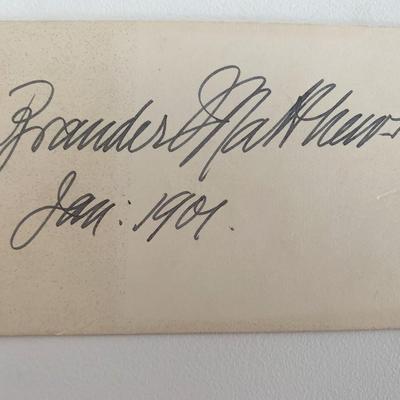 Brander Matthews
Jan: 1901.